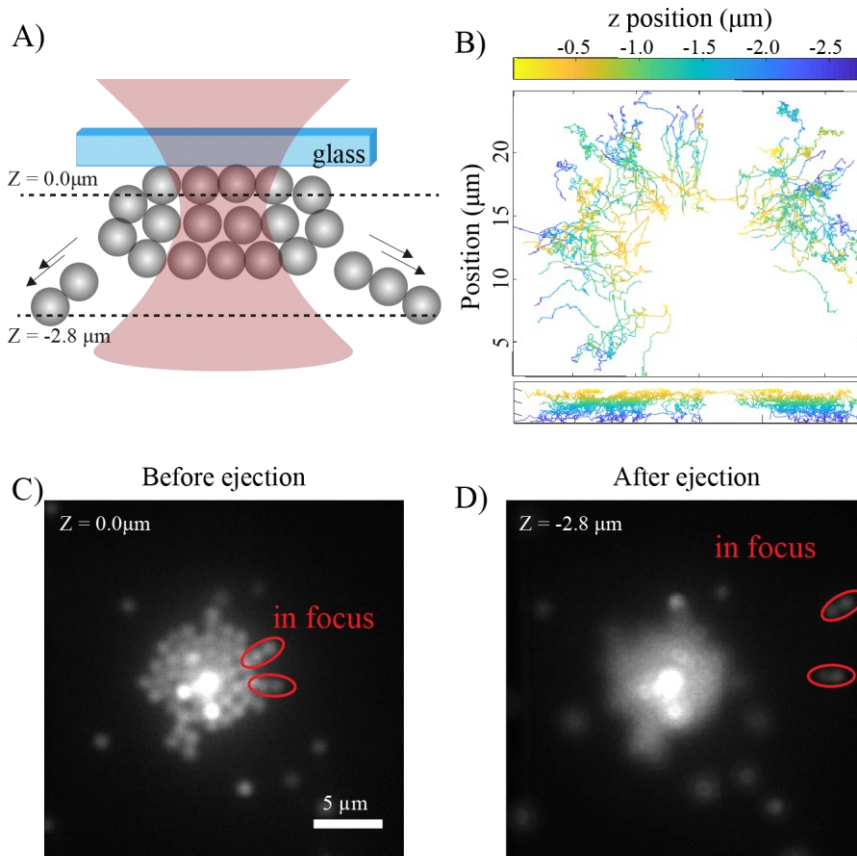 A)
glass
Z = 0.0μm
Z = -2.8 μm
B)
z position (μm)
-0.5 -1.0 -1.5 -2.0 -2.5
Position (μm)
20
15
10
5
C)
Before ejection
Z = 0.0μm
in focus
5 μm
D)
After ejection
Z = -2.8 μm
in focus